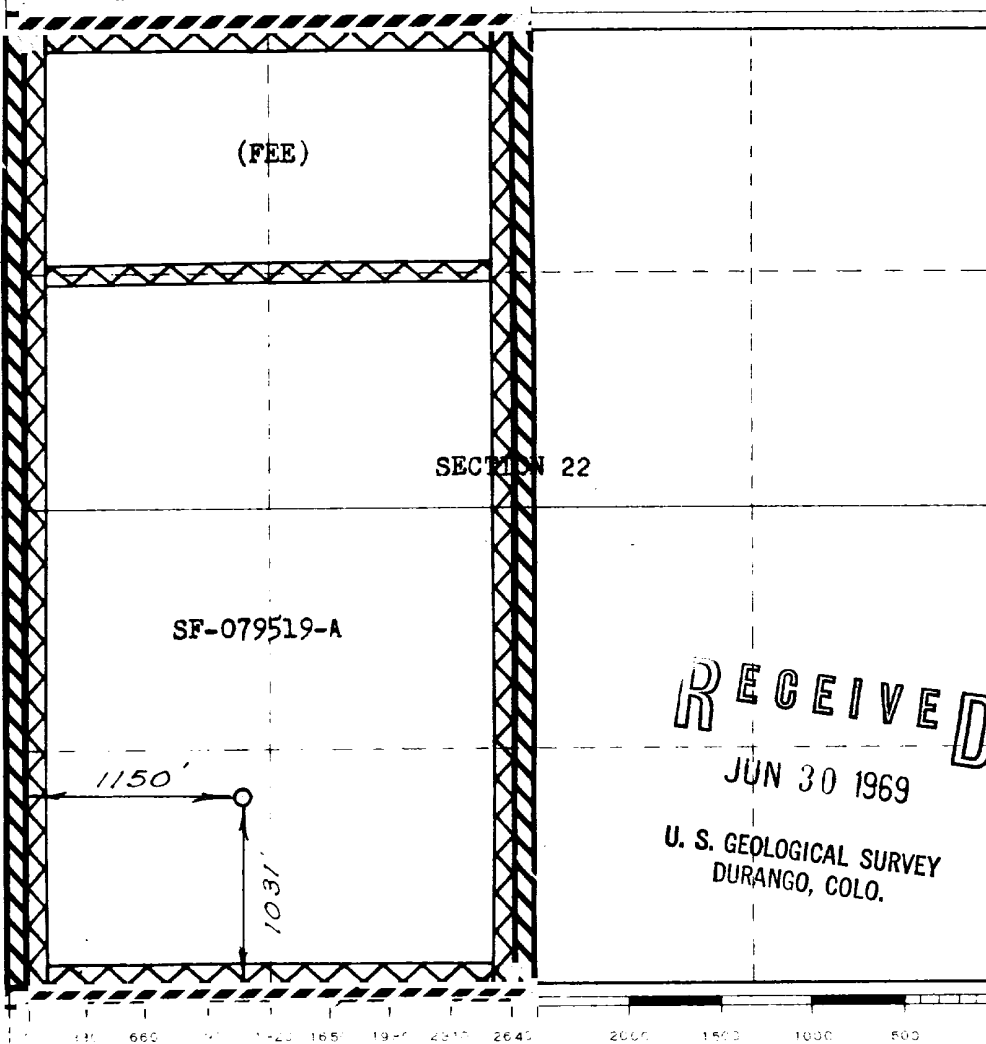 (FEE)
SECTION 22
SF-079519-A
1150'
1031'
RECEIVED
JUN 30 1969
U. S. GEOLOGICAL SURVEY
DURANGO, COLO.
660 2640 2000 1500 1000 500